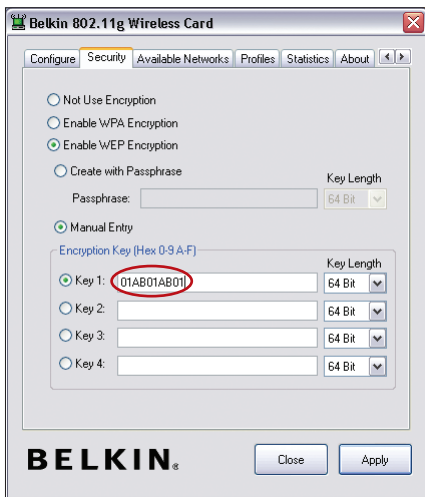 Belkin 802.11g Wireless Card
Configure Security Available Networks Profiles Statistics About
Not Use Encryption
Enable WPA Encryption
Enable WEP Encryption
Create with Passphrase
Key Length
Passphrase: 64 Bit
Manual Entry
Encryption Key (Hex 0-9 A-F)
Key Length
Key 1: 01AB01AB01 64 Bit
Key 2: 64 Bit
Key 3: 64 Bit
Key 4: 64 Bit
BELKIN® Close Apply